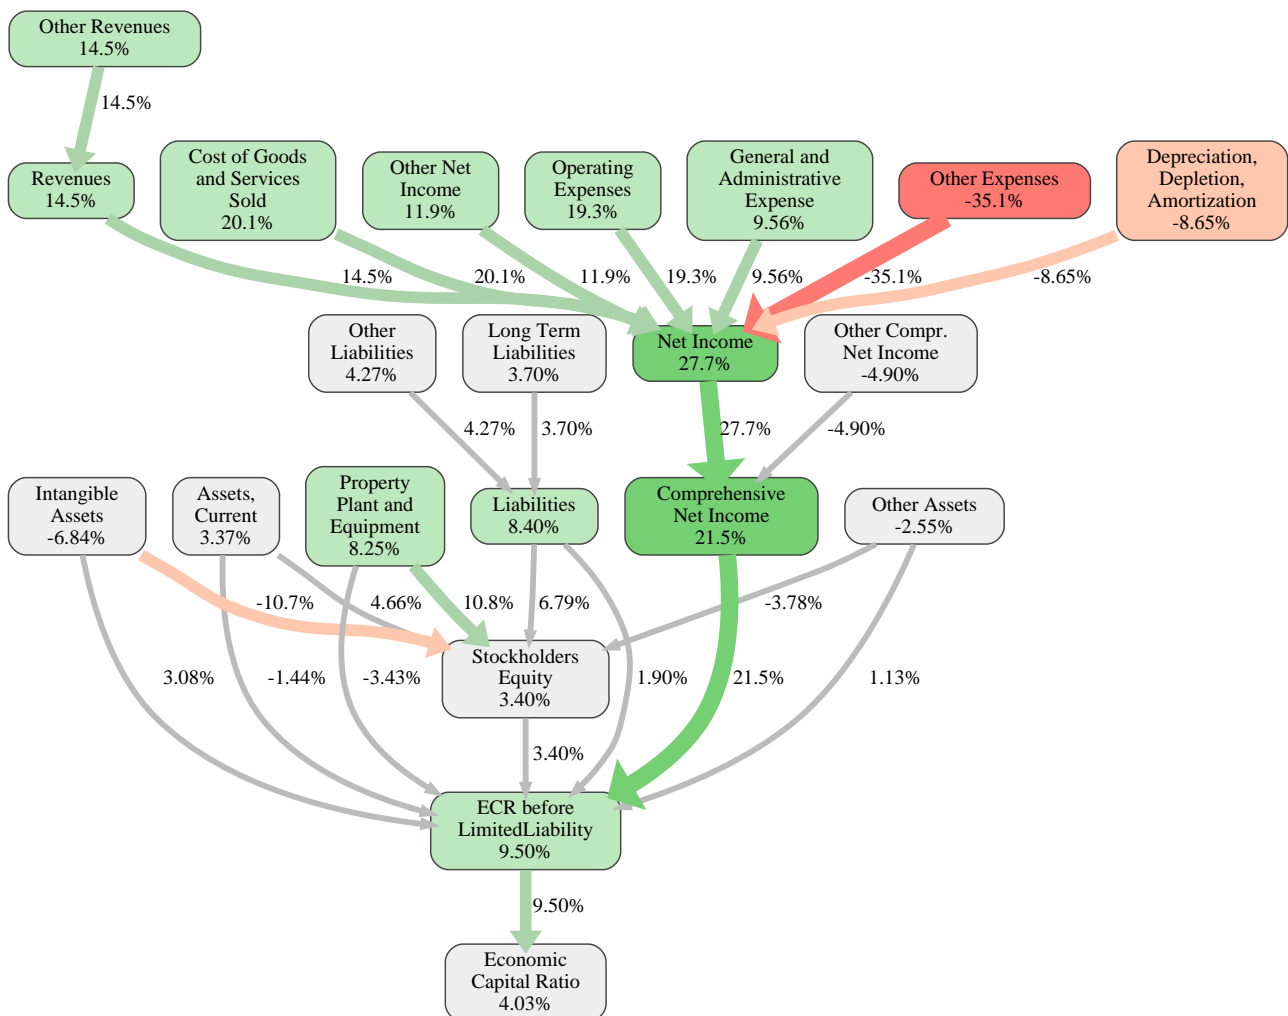 Other Revenues
14.5%
14.5%
Revenues
14.5%
Cost of Goods
and Services
Sold
20.1%
Other Net
Income
11.9%
Operating
Expenses
19.3%
General and
Administrative
Expense
9.56%
Other Expenses
-35.1%
Depreciation,
Depletion,
Amortization
-8.65%
14.5%
20.1%
11.9%
19.3%
9.56%
-35.1%
-8.65%
Other
Liabilities
4.27%
Long Term
Liabilities
3.70%
Net Income
27.7%
Other Compr.
Net Income
-4.90%
4.27%
3.70%
27.7%
-4.90%
Intangible
Assets
-6.84%
Assets,
Current
3.37%
Property
Plant and
Equipment
8.25%
Liabilities
8.40%
Comprehensive
Net Income
21.5%
Other Assets
-2.55%
-10.7%
4.66%
10.8%
6.79%
-3.78%
Stockholders
Equity
3.40%
3.08%
-1.44%
-3.43%
1.90%
21.5%
1.13%
3.40%
ECR before
LimitedLiability
9.50%
9.50%
Economic
Capital Ratio
4.03%